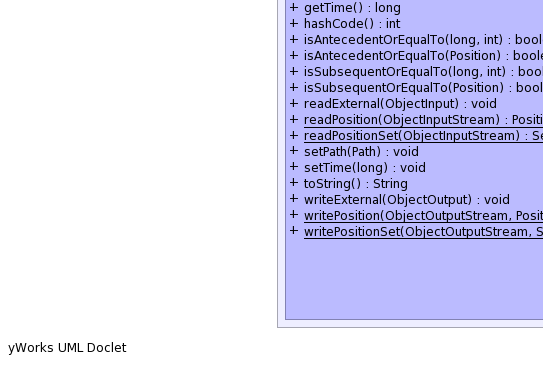 + getTime() : long
+ hashCode() : int
+ isAntecedentOrEqualTo(long, int) : bool
+ isAntecedentOrEqualTo(Position) : boole
+ isSubsequentOrEqualTo(long, int) : bool
+ isSubsequentOrEqualTo(Position) : bool
+ readExternal(ObjectInput) : void
+ readPosition(ObjectInputStream) : Positi
+ readPositionSet(ObjectInputStream) : Se
+ setPath(Path) : void
+ setTime(long) : void
+ toString() : String
+ writeExternal(ObjectOutput) : void
+ writePosition(ObjectOutputStream, Posit
+ writePositionSet(ObjectOutputStream, S
yWorks UML Doclet